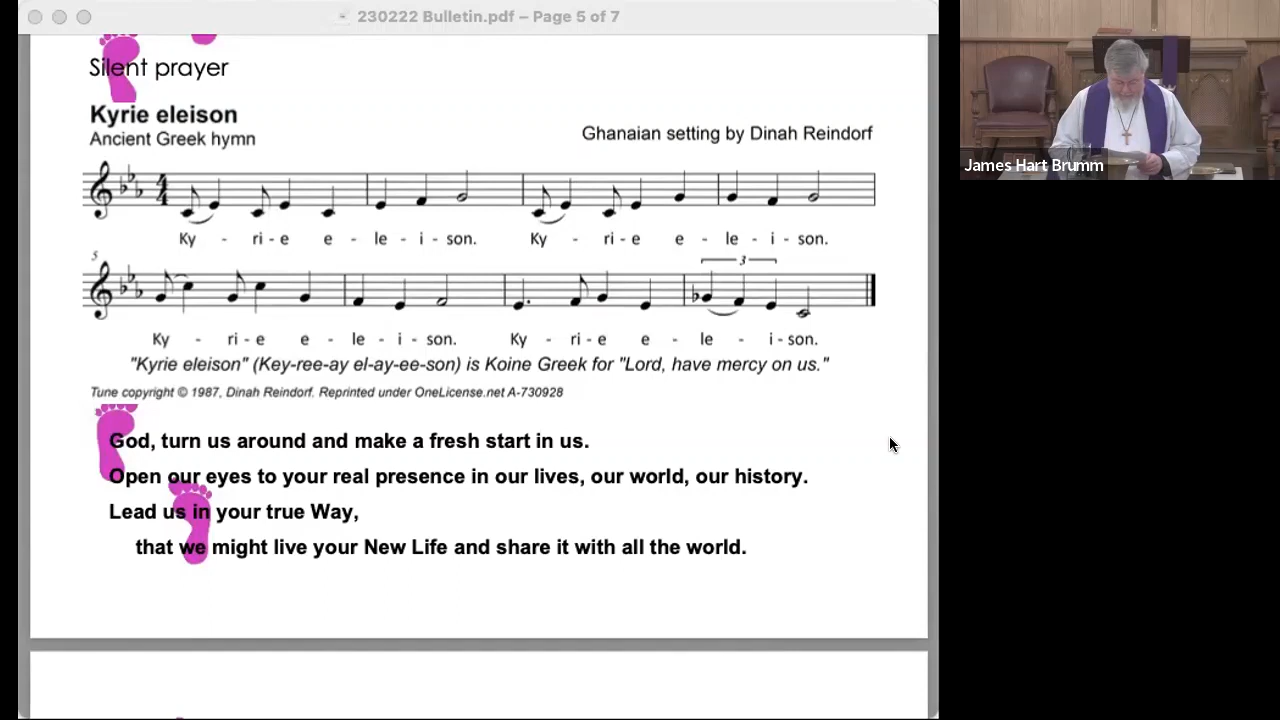 230222 Bulletin.pdf – Page 5 of 7
Silent prayer
Kyrie eleison
Ancient Greek hymn
Ghanaian setting by Dinah Reindorf
Ky - ri - e e - le - i - son. Ky - ri - e e - le - i - son.
5
3
Ky - ri - e e - le - i - son. Ky - ri - e e - le - i - son.
"Kyrie eleison" (Key-ree-ay el-ay-ee-son) is Koine Greek for "Lord, have mercy on us."
Tune copyright © 1987, Dinah Reindorf. Reprinted under OneLicense.net A-730928
God, turn us around and make a fresh start in us.
Open our eyes to your real presence in our lives, our world, our history.
Lead us in your true Way,
that we might live your New Life and share it with all the world.
James Hart Brumm